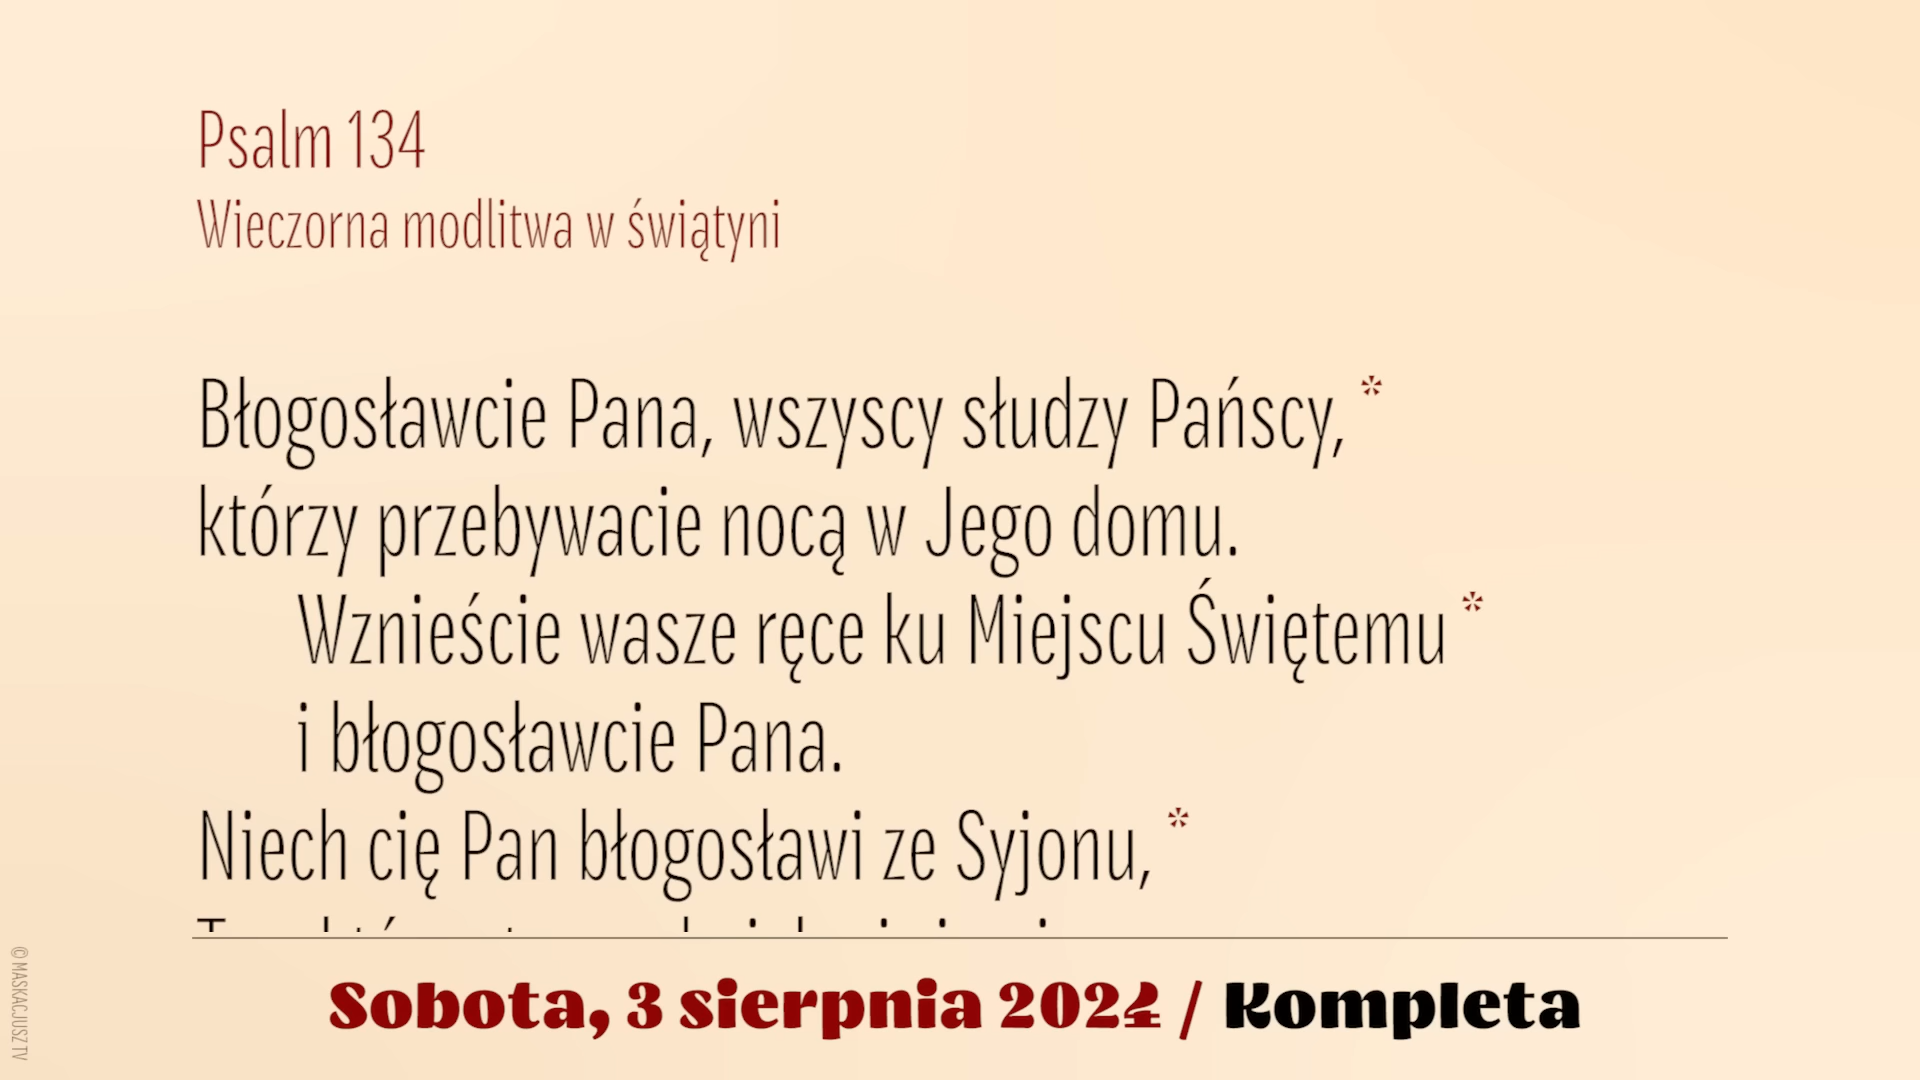 Psalm 134
Wieczorna modlitwa w świątyni
Błogosławcie Pana, wszyscy słudzy Pańscy, *
którzy przebywacie nocą w Jego domu.
Wznieście wasze ręce ku Miejscu Świętemu *
i błogosławcie Pana.
Niech cię Pan błogosławi ze Syjonu, *
Sobota, 3 sierpnia 2024 / Kompleta
© MASKACJUSZ TV